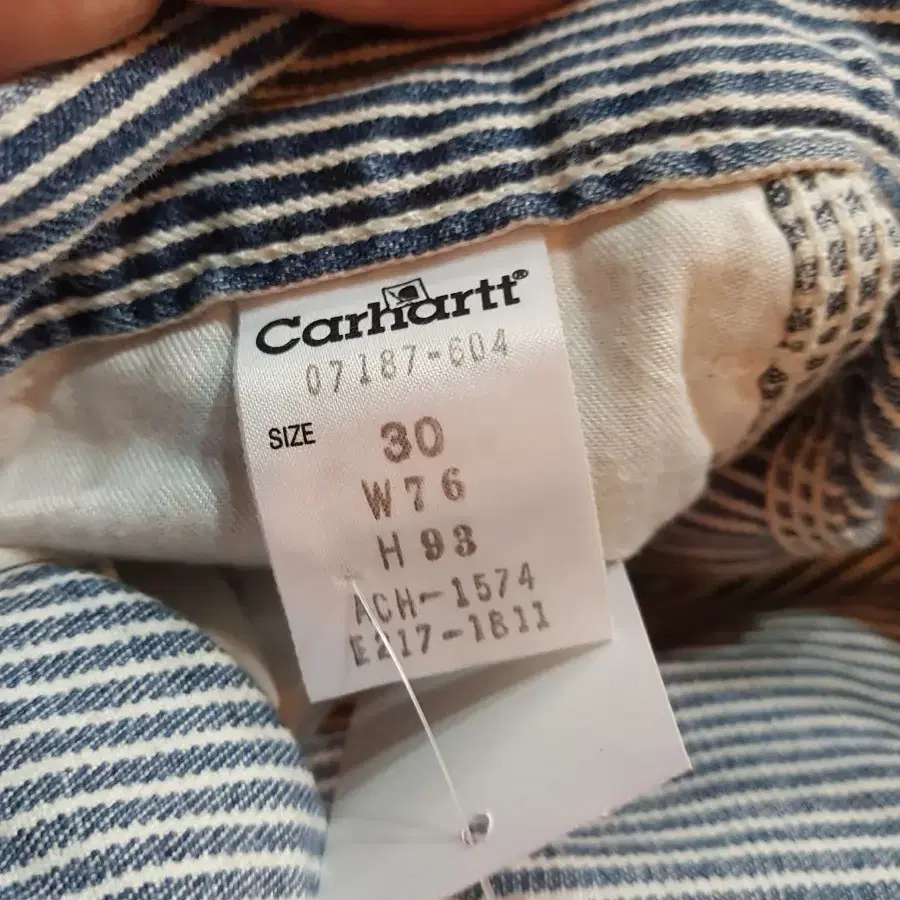 Carhartt®
07187-604
SIZE 30
W76
H93
ACH-1574
E217-1811